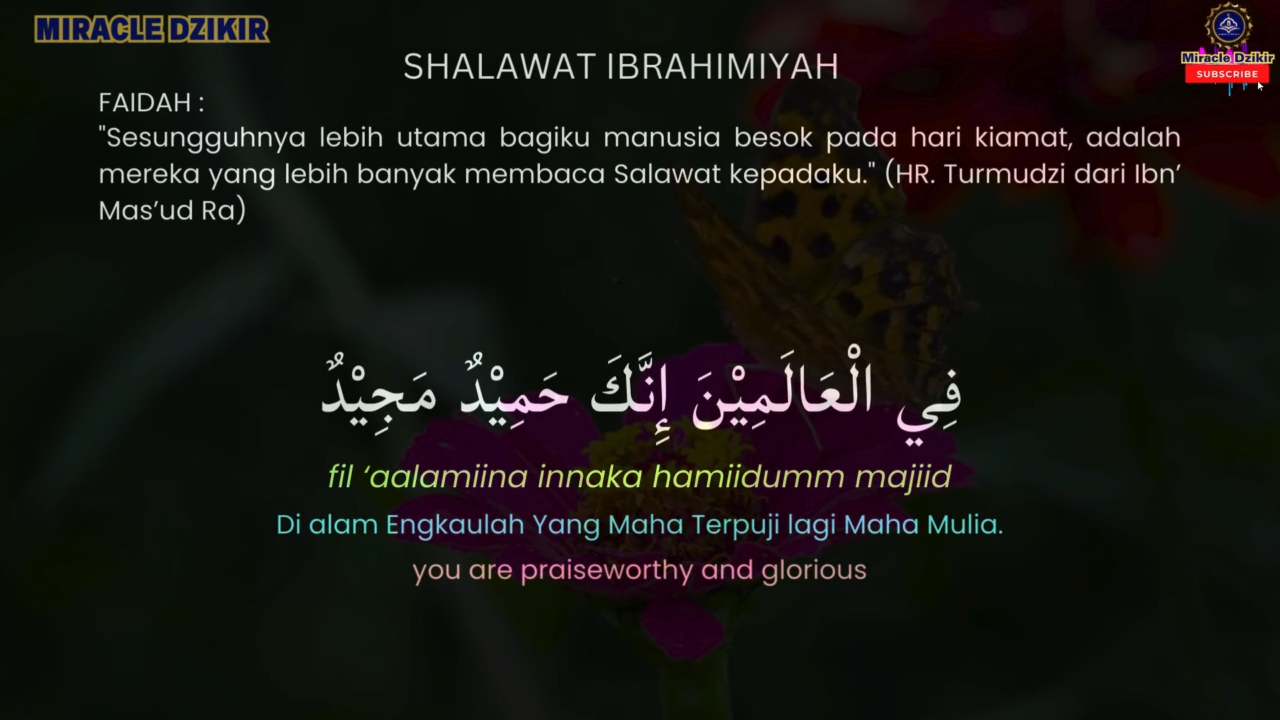 MIRACLE DZIKIR
Miracle Dzikir
SUBSCRIBE
SHALAWAT IBRAHIMIYAH
FAIDAH :
"Sesungguhnya lebih utama bagiku manusia besok pada hari kiamat, adalah
mereka yang lebih banyak membaca Salawat kepadaku." (HR. Turmudzi dari Ibn’
Mas’ud Ra)
فِي الْعَالَمِيْنَ إِنَّكَ حَمِيْدٌ مَجِيْدٌ
fil ‘aalamiina innaka hamiidumm majiid
Di alam Engkaulah Yang Maha Terpuji lagi Maha Mulia.
you are praiseworthy and glorious